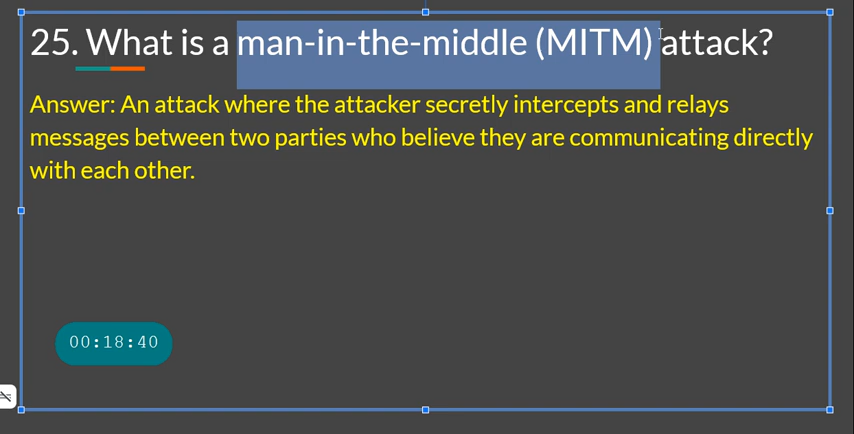 25. What is a man-in-the-middle (MITM) attack?
Answer: An attack where the attacker secretly intercepts and relays
messages between two parties who believe they are communicating directly
with each other.
00:18:40